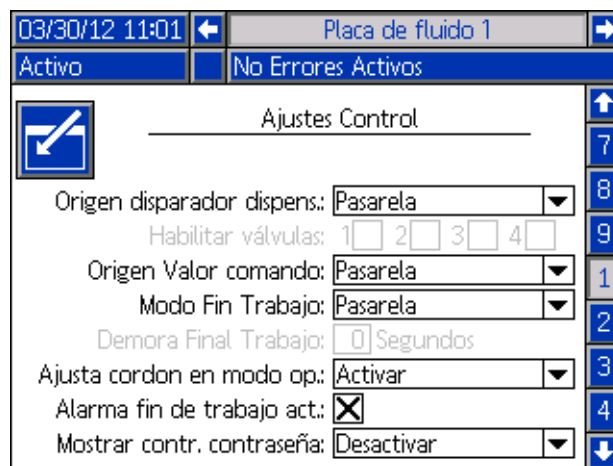 03/30/12 11:01 Placa de fluido 1
Activo No Errores Activos
Ajustes Control
7
Origen disparador dispens.: Pasarela 8
Habilitar válvulas: 1 2 3 4 9
Origen Valor comando: Pasarela 1
Modo Fin Trabajo: Pasarela
Demora Final Trabajo: 0 Segundos 2
Ajusta cordon en modo op.: Activar 3
Alarma fin de trabajo act.: 4
Mostrar contr. contraseña: Desactivar